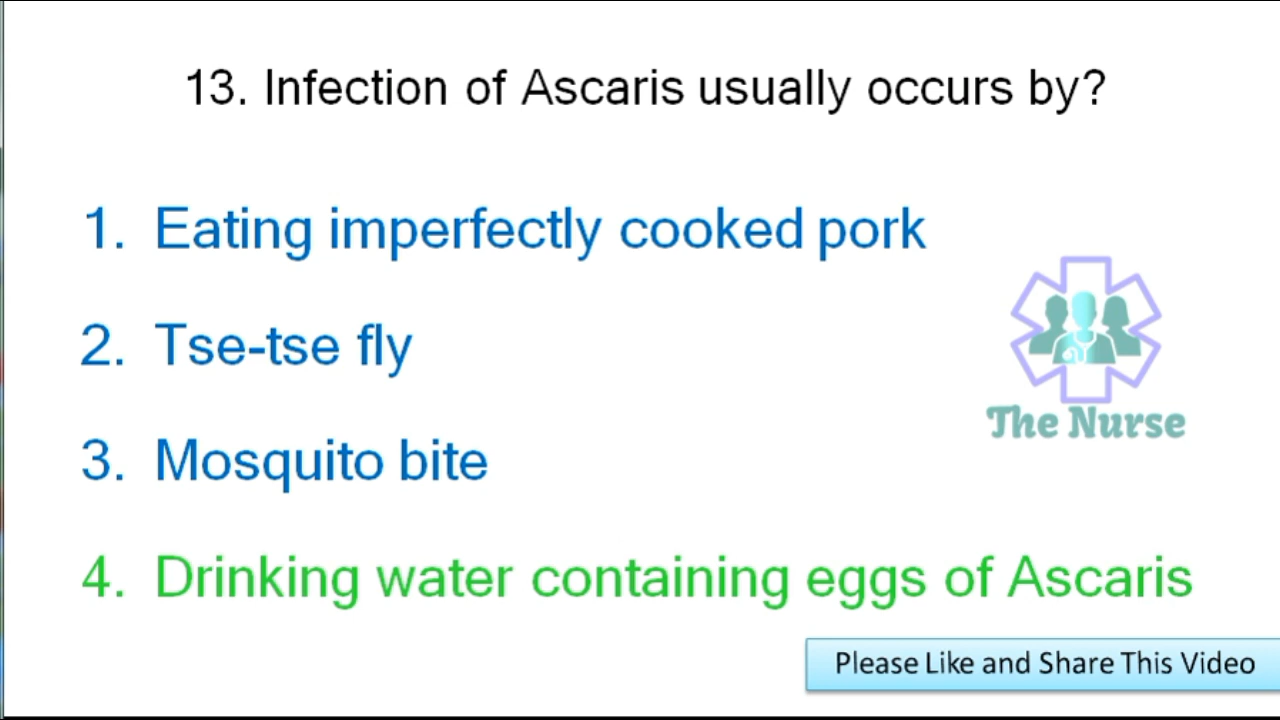 13. Infection of Ascaris usually occurs by?
1. Eating imperfectly cooked pork
2. Tse-tse fly
3. Mosquito bite
The Nurse
4. Drinking water containing eggs of Ascaris
Please Like and Share This Video